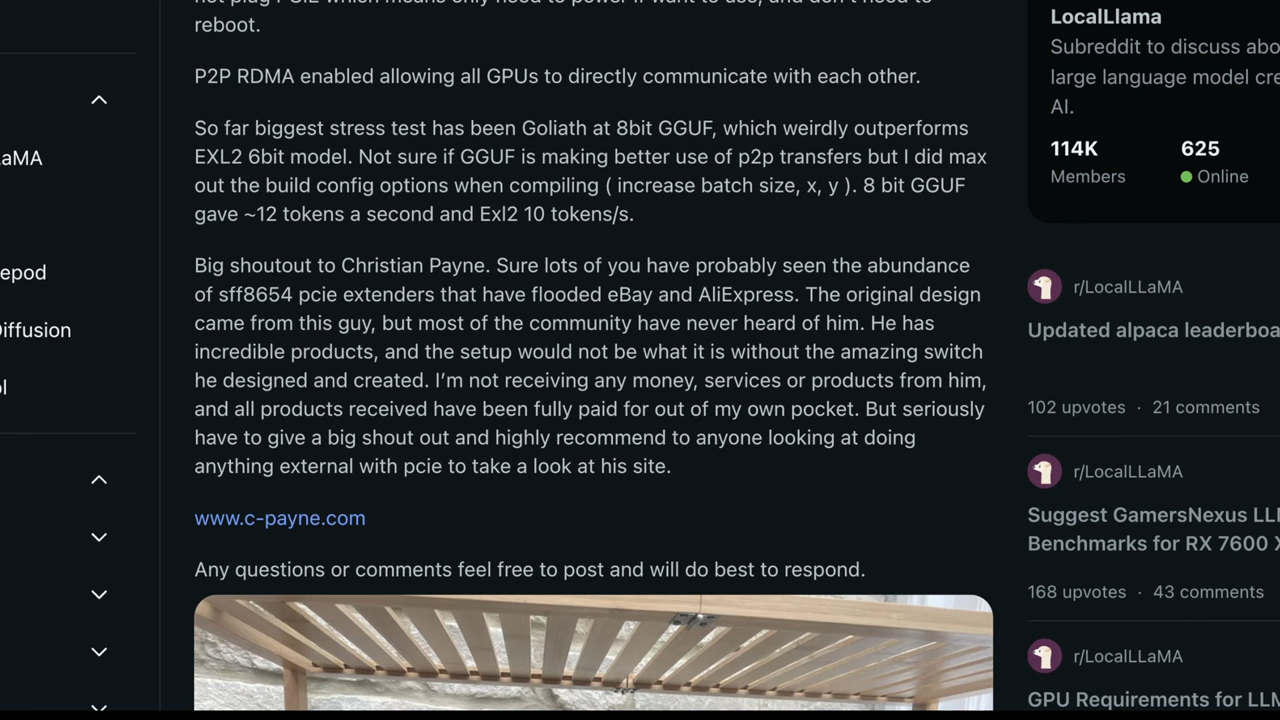 reboot.
P2P RDMA enabled allowing all GPUs to directly communicate with each other.
So far biggest stress test has been Goliath at 8bit GGUF, which weirdly outperforms
EXL2 6bit model. Not sure if GGUF is making better use of p2p transfers but I did max
out the build config options when compiling ( increase batch size, x, y ). 8 bit GGUF
gave ~12 tokens a second and Exl2 10 tokens/s.
Big shoutout to Christian Payne. Sure lots of you have probably seen the abundance
of sff8654 pcie extenders that have flooded eBay and AliExpress. The original design
came from this guy, but most of the community have never heard of him. He has
incredible products, and the setup would not be what it is without the amazing switch
he designed and created. I’m not receiving any money, services or products from him,
and all products received have been fully paid for out of my own pocket. But seriously
have to give a big shout out and highly recommend to anyone looking at doing
anything external with pcie to take a look at his site.
www.c-payne.com
Any questions or comments feel free to post and will do best to respond.
aMA
epod
iffusion
l
LocalLlama
Subreddit to discuss abo
large language model cre
AI.
114K 625
Members Online
r/LocalLLaMA
Updated alpaca leaderboa
102 upvotes · 21 comments
r/LocalLLaMA
Suggest GamersNexus LL
Benchmarks for RX 7600 X
168 upvotes · 43 comments
r/LocalLLaMA
GPU Requirements for LL